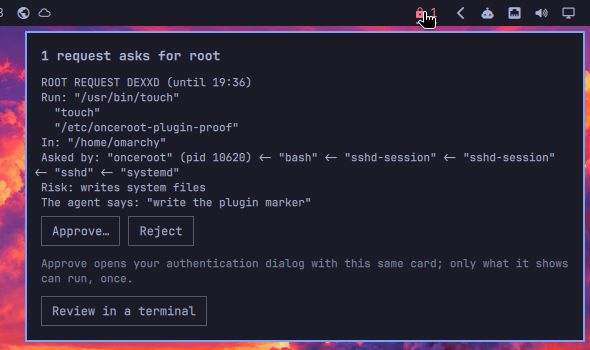 3
1
1 request asks for root
ROOT REQUEST DEXXD (until 19:36)
Run: "/usr/bin/touch"
"touch"
"/etc/onceroot-plugin-proof"
In: "/home/omarchy"
Asked by: "onceroot" (pid 10620) ← "bash" ← "sshd-session" ← "sshd-session"
← "sshd" ← "systemd"
Risk: writes system files
The agent says: "write the plugin marker"
Approve… Reject
Approve opens your authentication dialog with this same card; only what it shows
can run, once.
Review in a terminal